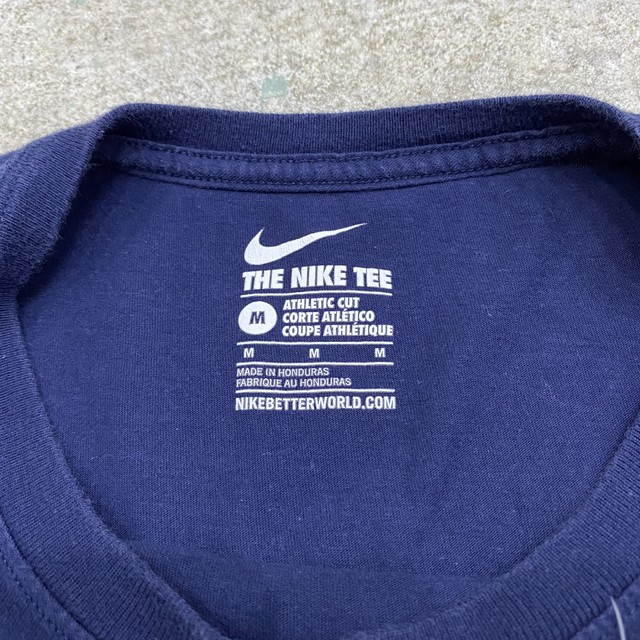 THE NIKE TEE
M
ATHLETIC CUT
CORTE ATLÉTICO
COUPE ATHLÉTIQUE
M M M
MADE IN HONDURAS
FABRIQUE AU HONDURAS
NIKEBETTERWORLD.COM